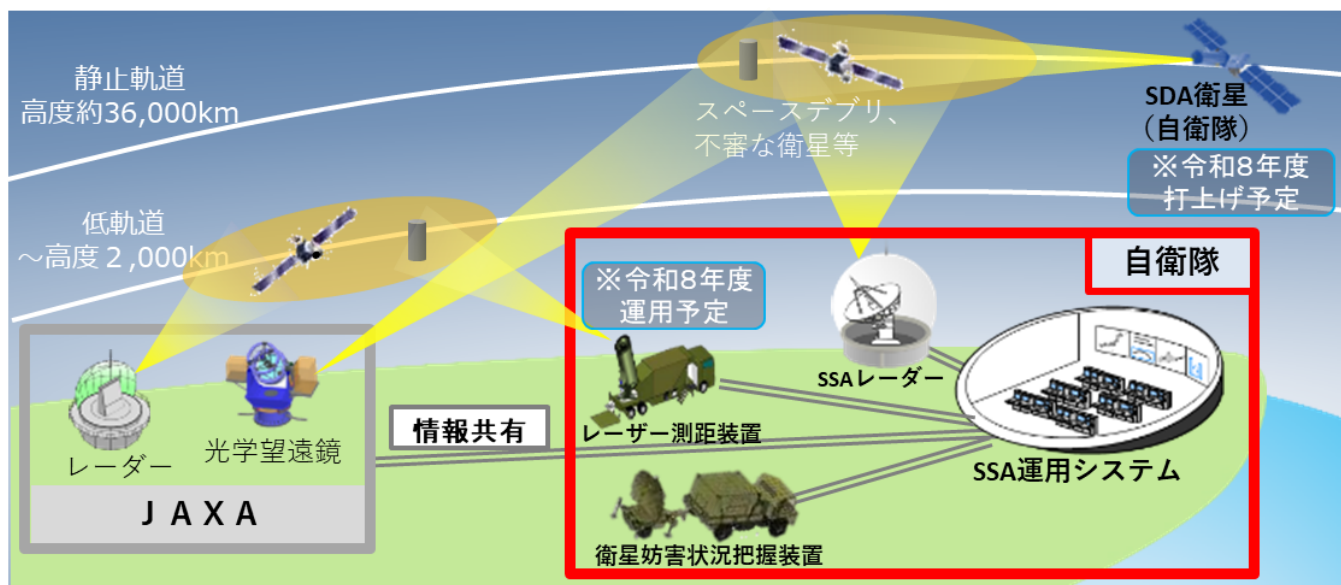 静止軌道
高度約36,000km
スペースデブリ、
不審な衛星等
SDA衛星
（自衛隊）
※令和8年度
打上げ予定
低軌道
～高度２,000km
自衛隊
※令和8年度
運用予定
SSAレーダー
レーザー測距装置
SSA運用システム
衛星妨害状況把握装置
情報共有
レーダー
光学望遠鏡
ＪＡＸＡ